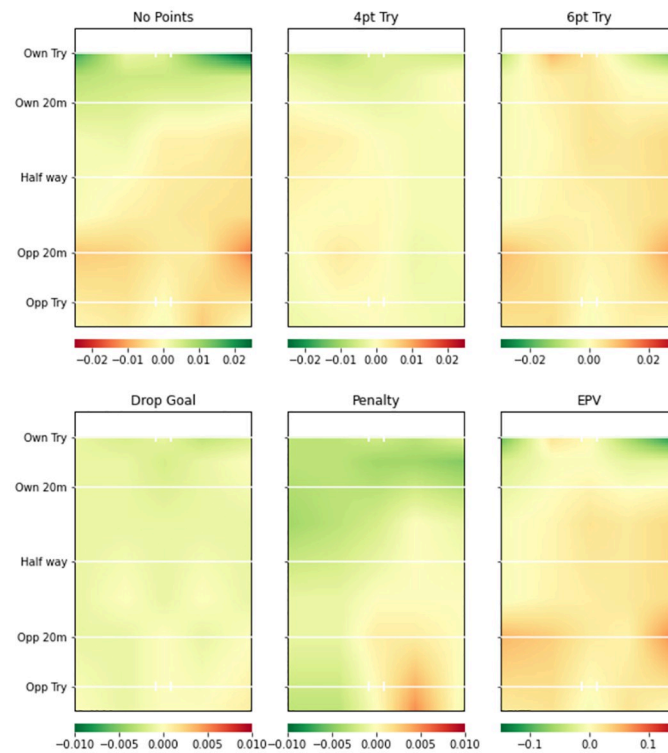 No Points
4pt Try
6pt Try
Own Try
Own 20m
Half way
Opp 20m
Opp Try
−0.02 −0.01 0.00 0.01 0.02
−0.02 −0.01 0.00 0.01 0.02
−0.02 0.00 0.02
Drop Goal
Penalty
EPV
Own Try
Own 20m
Half way
Opp 20m
Opp Try
−0.010 −0.005 0.000 0.005 0.010
−0.010 −0.005 0.000 0.005 0.010
−0.1 0.0 0.1